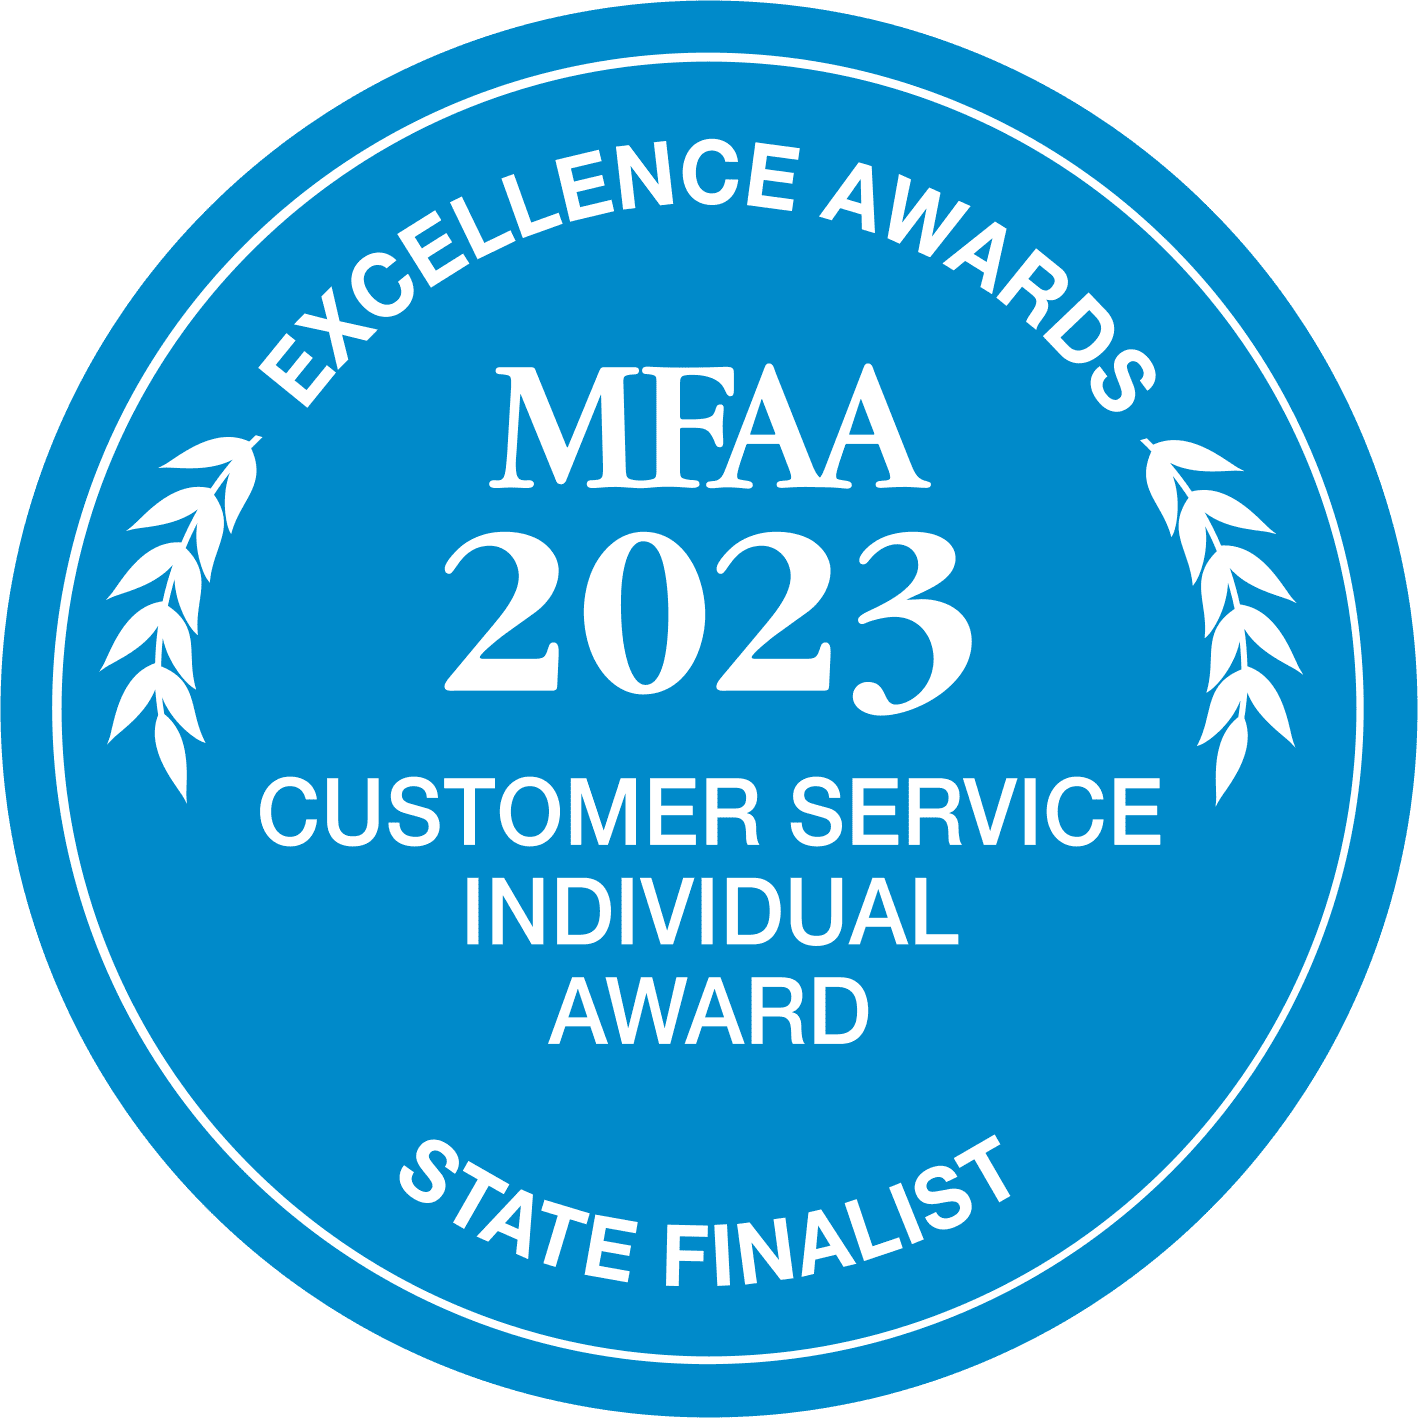 EXCELLENCE AWARDS
MFAA
2023
CUSTOMER SERVICE
INDIVIDUAL
AWARD
STATE FINALIST